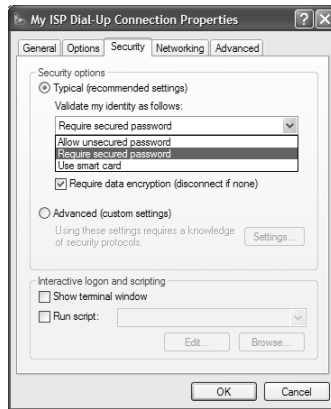 My ISP Dial-Up Connection Properties
General Options Security Networking Advanced
Security options
Typical (recommended settings)
Validate my identity as follows:
Require secured password
Allow unsecured password
Require secured password
Use smart card
Require data encryption (disconnect if none)
Advanced (custom settings)
Using these settings requires a knowledge
of security protocols.
Settings...
Interactive logon and scripting
Show terminal window
Run script:
Edit... Browse...
OK Cancel